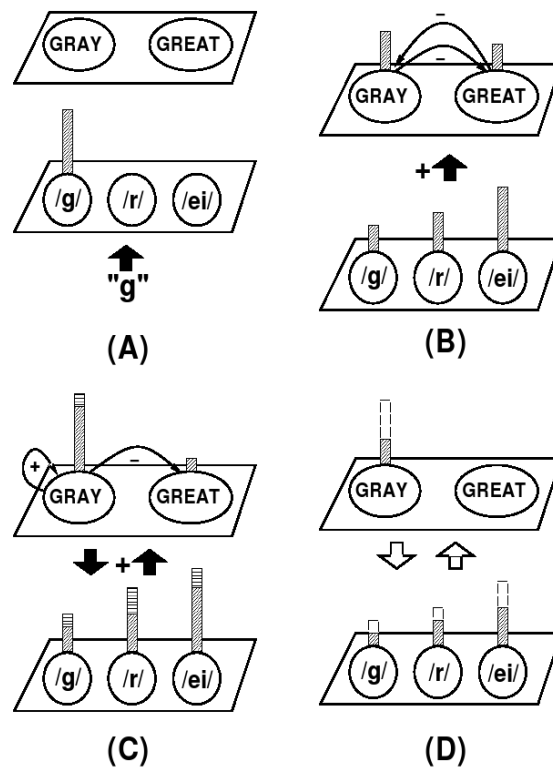 GRAY GREAT
/g/ /r/ /ei/
"g"
(A)
– –
GRAY GREAT
+
/g/ /r/ /ei/
(B)
+ –
GRAY GREAT
+
/g/ /r/ /ei/
(C)
GRAY GREAT
/g/ /r/ /ei/
(D)